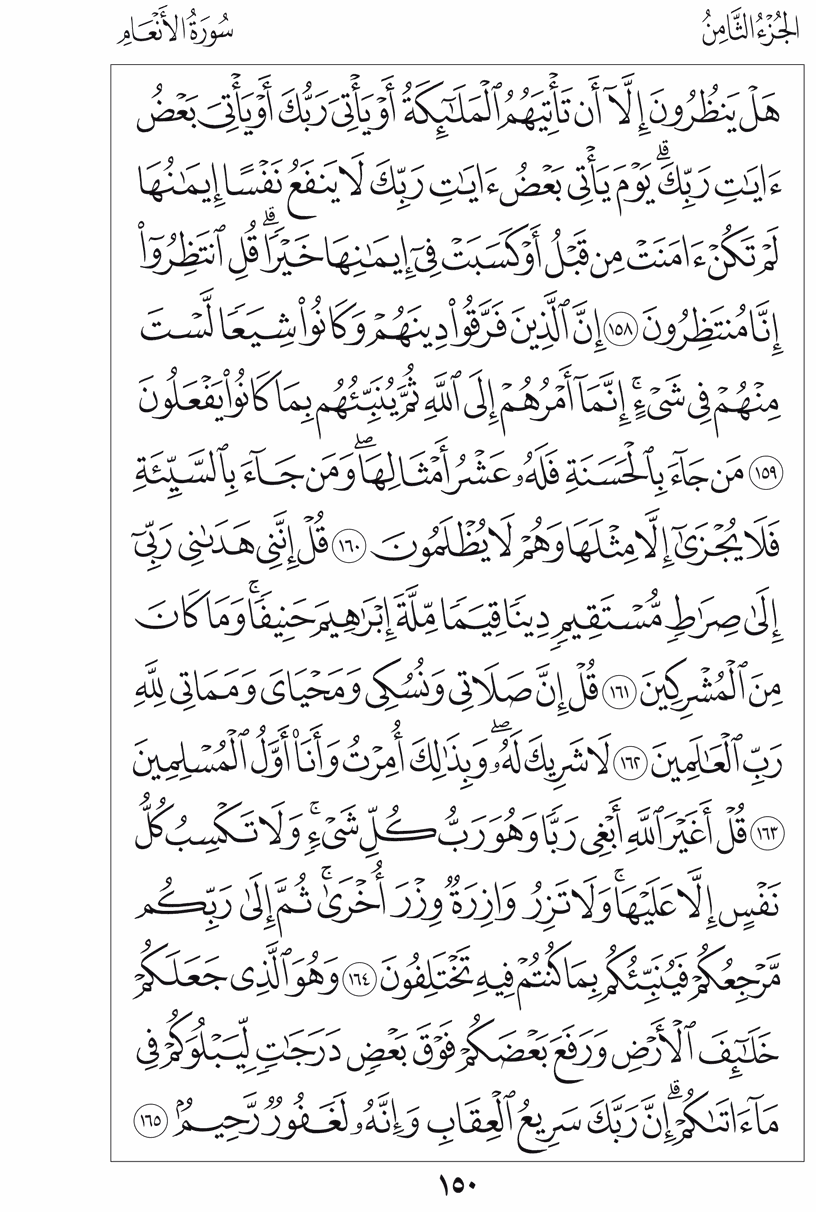 الجُزْءُ الثَّامِنُ
سُورَةُ الأَنْعَامِ
هَلْ يَنظُرُونَ إِلَّآ أَن تَأْتِيَهُمُ ٱلْمَلَٰٓئِكَةُ أَوْ يَأْتِىَ رَبُّكَ أَوْ يَأْتِىَ بَعْضُ
ءَايَٰتِ رَبِّكَ ۗ يَوْمَ يَأْتِى بَعْضُ ءَايَٰتِ رَبِّكَ لَا يَنفَعُ نَفْسًا إِيمَٰنُهَا
لَمْ تَكُنْ ءَامَنَتْ مِن قَبْلُ أَوْ كَسَبَتْ فِىٓ إِيمَٰنِهَا خَيْرًا ۗ قُلِ ٱنتَظِرُوٓا۟
إِنَّا مُنتَظِرُونَ ١٥٨ إِنَّ ٱلَّذِينَ فَرَّقُوا۟ دِينَهُمْ وَكَانُوا۟ شِيَعًا لَّسْتَ
مِنْهُمْ فِى شَىْءٍ ۚ إِنَّمَآ أَمْرُهُمْ إِلَى ٱللَّهِ ثُمَّ يُنَبِّئُهُم بِمَا كَانُوا۟ يَفْعَلُونَ
١٥٩ مَن جَآءَ بِٱلْحَسَنَةِ فَلَهُۥ عَشْرُ أَمْثَالِهَا ۖ وَمَن جَآءَ بِٱلسَّيِّئَةِ
فَلَا يُجْزَىٰٓ إِلَّا مِثْلَهَا وَهُمْ لَا يُظْلَمُونَ ١٦٠ قُلْ إِنَّنِى هَدَىٰنِى رَبِّىٓ
إِلَىٰ صِرَٰطٍ مُّسْتَقِيمٍ دِينًا قِيَمًا مِّلَّةَ إِبْرَٰهِيمَ حَنِيفًا ۚ وَمَا كَانَ
مِنَ ٱلْمُشْرِكِينَ ١٦١ قُلْ إِنَّ صَلَاتِى وَنُسُكِى وَمَحْيَاىَ وَمَمَاتِى لِلَّهِ
رَبِّ ٱلْعَٰلَمِينَ ١٦٢ لَا شَرِيكَ لَهُۥ ۖ وَبِذَٰلِكَ أُمِرْتُ وَأَنَا۠ أَوَّلُ ٱلْمُسْلِمِينَ
١٦٣ قُلْ أَغَيْرَ ٱللَّهِ أَبْغِى رَبًّا وَهُوَ رَبُّ كُلِّ شَىْءٍ ۚ وَلَا تَكْسِبُ كُلُّ
نَفْسٍ إِلَّا عَلَيْهَا ۚ وَلَا تَزِرُ وَازِرَةٌ وِزْرَ أُخْرَىٰ ۚ ثُمَّ إِلَىٰ رَبِّكُم
مَّرْجِعُكُمْ فَيُنَبِّئُكُم بِمَا كُنتُمْ فِيهِ تَخْتَلِفُونَ ١٦٤ وَهُوَ ٱلَّذِى جَعَلَكُمْ
خَلَٰٓئِفَ ٱلْأَرْضِ وَرَفَعَ بَعْضَكُمْ فَوْقَ بَعْضٍ دَرَجَٰتٍ لِّيَبْلُوَكُمْ فِى
مَآ ءَاتَىٰكُمْ ۗ إِنَّ رَبَّكَ سَرِيعُ ٱلْعِقَابِ وَإِنَّهُۥ لَغَفُورٌ رَّحِيمٌۢ ١٦٥
١٥٠